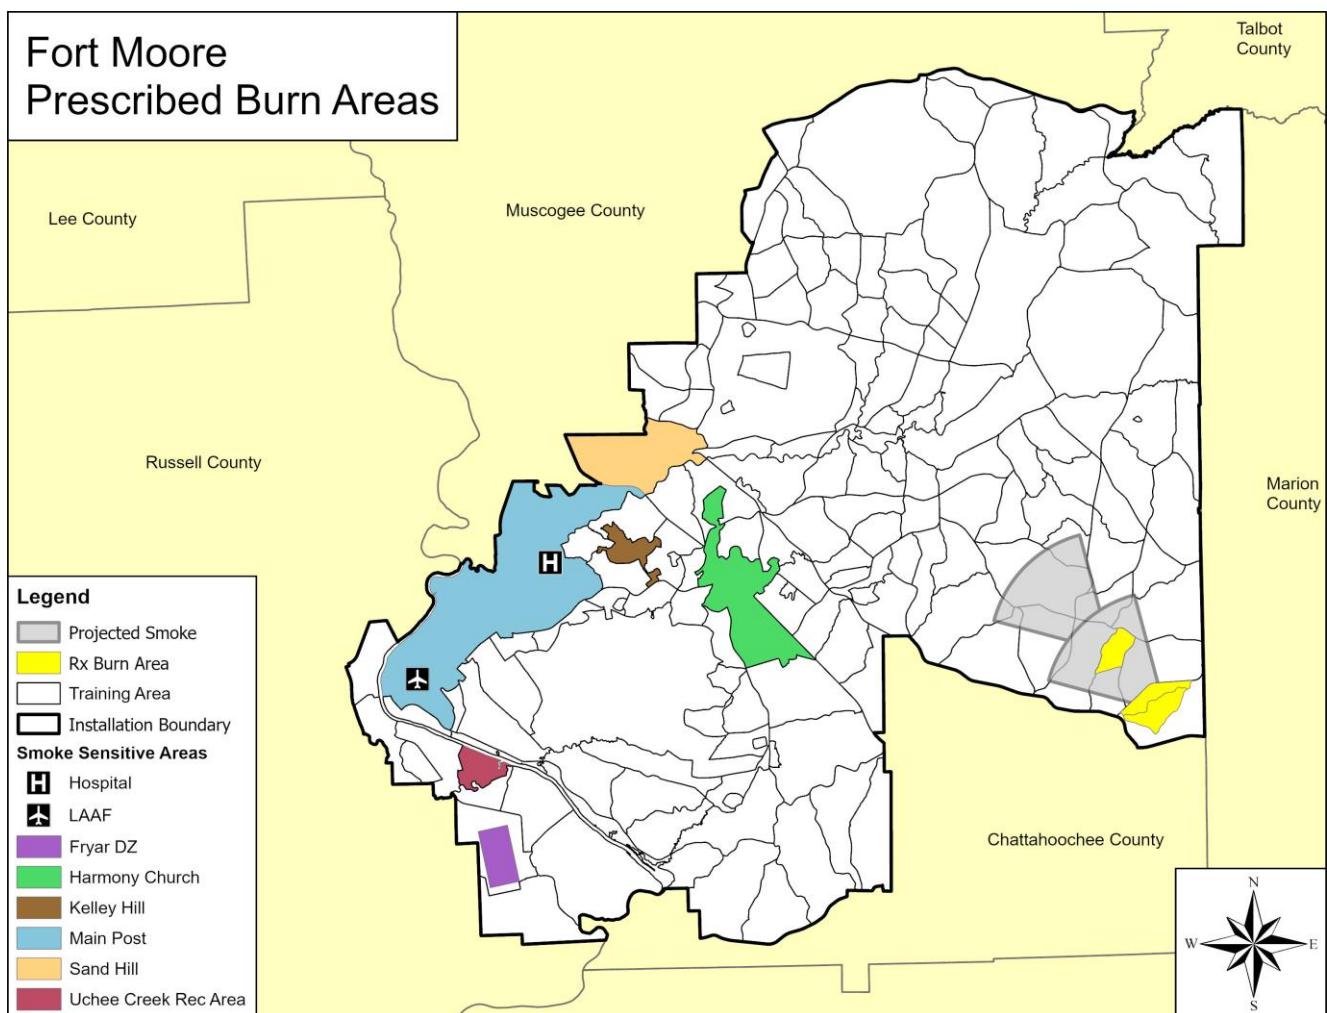 Fort Moore
Prescribed Burn Areas
Talbot
County
Lee County
Muscogee County
Russell County
Marion
County
Chattahoochee County
Legend
Projected Smoke
Rx Burn Area
Training Area
Installation Boundary
Smoke Sensitive Areas
H Hospital
LAAF
Fryar DZ
Harmony Church
Kelley Hill
Main Post
Sand Hill
Uchee Creek Rec Area
H
N
W E
S